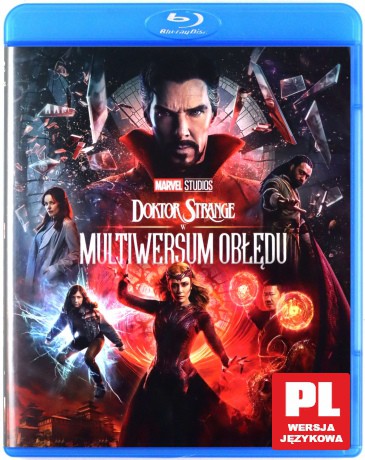 Blu-ray Disc
MARVEL STUDIOS
DOKTOR STRANGE
W
MULTIWERSUM OBŁĘDU
PL
WERSJA
JĘZYKOWA